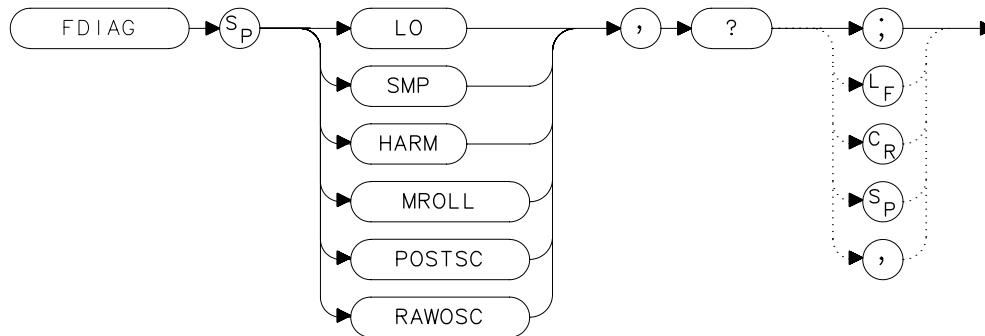 FDIAG SP LO , ? ;
SMP LF
HARM CR
MROLL SP
POSTSC ,
RAWOSC